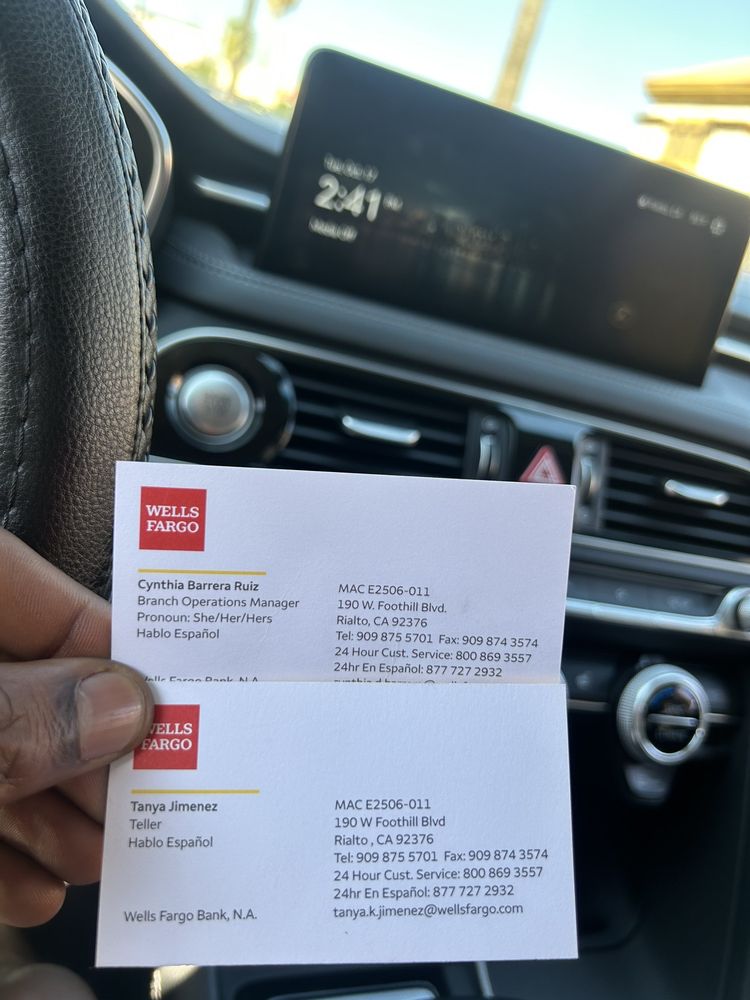 2:41
WELLS
FARGO
Cynthia Barrera Ruiz
Branch Operations Manager
Pronoun: She/Her/Hers
Hablo Español
MAC E2506-011
190 W. Foothill Blvd.
Rialto, CA 92376
Tel: 909 875 5701 Fax: 909 874 3574
24 Hour Cust. Service: 800 869 3557
24hr En Español: 877 727 2932
Wells Fargo Bank, N.A.
WELLS
FARGO
Tanya Jimenez
Teller
Hablo Español
Wells Fargo Bank, N.A.
MAC E2506-011
190 W Foothill Blvd
Rialto , CA 92376
Tel: 909 875 5701 Fax: 909 874 3574
24 Hour Cust. Service: 800 869 3557
24hr En Español: 877 727 2932
tanya.k.jimenez@wellsfargo.com